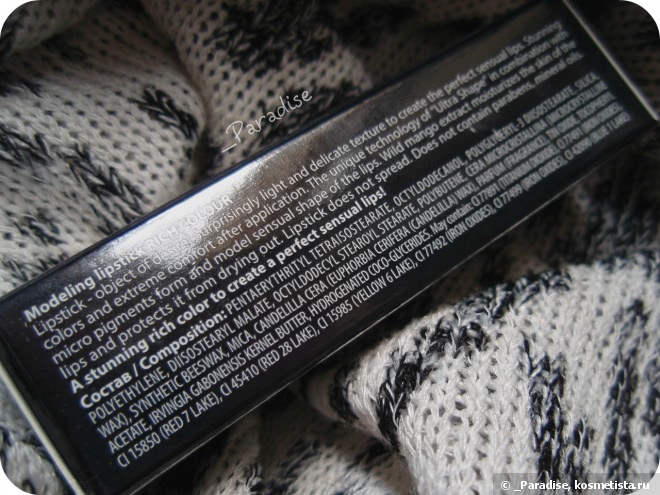 _Paradise
Modeling lipstick RICH COLOUR
Lipstick - object of desire. Surprisingly light and delicate texture to create the perfect sensual lips. Stunning
colors and extreme comfort after application. The unique technology of "Ultra Shape" in combination with
micro pigments form and model sensual shape of the lips. Wild mango extract moisturizes the skin of the
lips and protects it from drying out. Lipstick does not spread. Does not contain parabens, mineral oils.
A stunning rich color to create a perfect sensual lips!
Состав / Composition: PENTAERYTHRITYL TETRAISOSTEARATE, OCTYLDODECANOL, POLYGLYCERYL-2 DIISOSTEARATE, SILICA,
POLYETHYLENE, DIISOSTEARYL MALATE, OCTYLDODECYL STEAROYL STEARATE, POLYBUTENE, CERA MICROCRISTALLINA (MICROCRYSTALLINE
WAX), SYNTHETIC BEESWAX, MICA, CANDELILLA CERA (EUPHORBIA CERIFERA (CANDELILLA) WAX), PARFUM (FRAGRANCE), TOCOPHERYL
ACETATE, IRVINGIA GABONENSIS KERNEL BUTTER, HYDROGENATED COCO-GLYCERIDES. May contain: CI 77891 (TITANIUM DIOXIDE),
CI 15850 (RED 7 LAKE), CI 45410 (RED 28 LAKE), CI 15985 (YELLOW 6 LAKE), CI 77492 (IRON OXIDES), CI 77499 (IRON OXIDES)
© _Paradise, kosmetista.ru